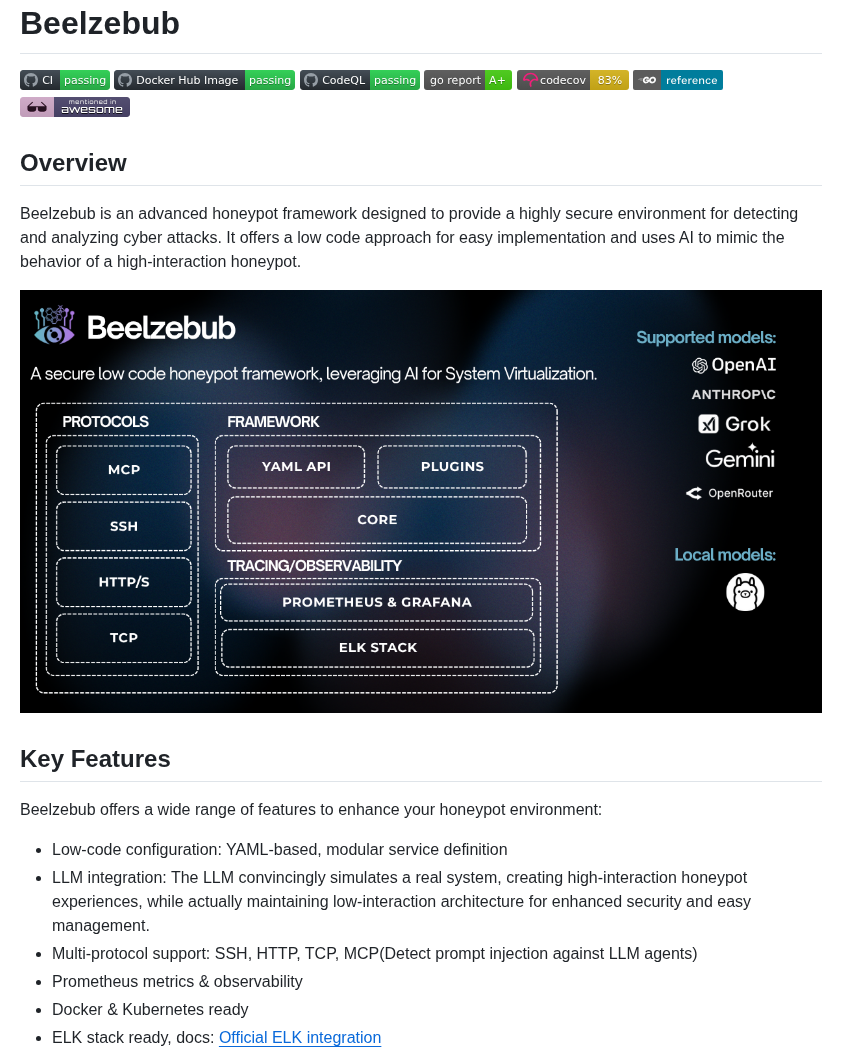 Beelzebub
CI passing Docker Hub Image passing CodeQL passing go report A+ codecov 83% GO reference
mentioned in awesome
Overview
Beelzebub is an advanced honeypot framework designed to provide a highly secure environment for detecting
and analyzing cyber attacks. It offers a low code approach for easy implementation and uses AI to mimic the
behavior of a high-interaction honeypot.
Beelzebub
A secure low code honeypot framework, leveraging AI for System Virtualization.
PROTOCOLS
MCP
SSH
HTTP/S
TCP
FRAMEWORK
YAML API PLUGINS
CORE
TRACING/OBSERVABILITY
PROMETHEUS & GRAFANA
ELK STACK
Supported models:
OpenAI
ANTHROP\C
Grok
Gemini
OpenRouter
Local models:
Key Features
Beelzebub offers a wide range of features to enhance your honeypot environment:
• Low-code configuration: YAML-based, modular service definition
• LLM integration: The LLM convincingly simulates a real system, creating high-interaction honeypot
experiences, while actually maintaining low-interaction architecture for enhanced security and easy
management.
• Multi-protocol support: SSH, HTTP, TCP, MCP(Detect prompt injection against LLM agents)
• Prometheus metrics & observability
• Docker & Kubernetes ready
• ELK stack ready, docs: Official ELK integration